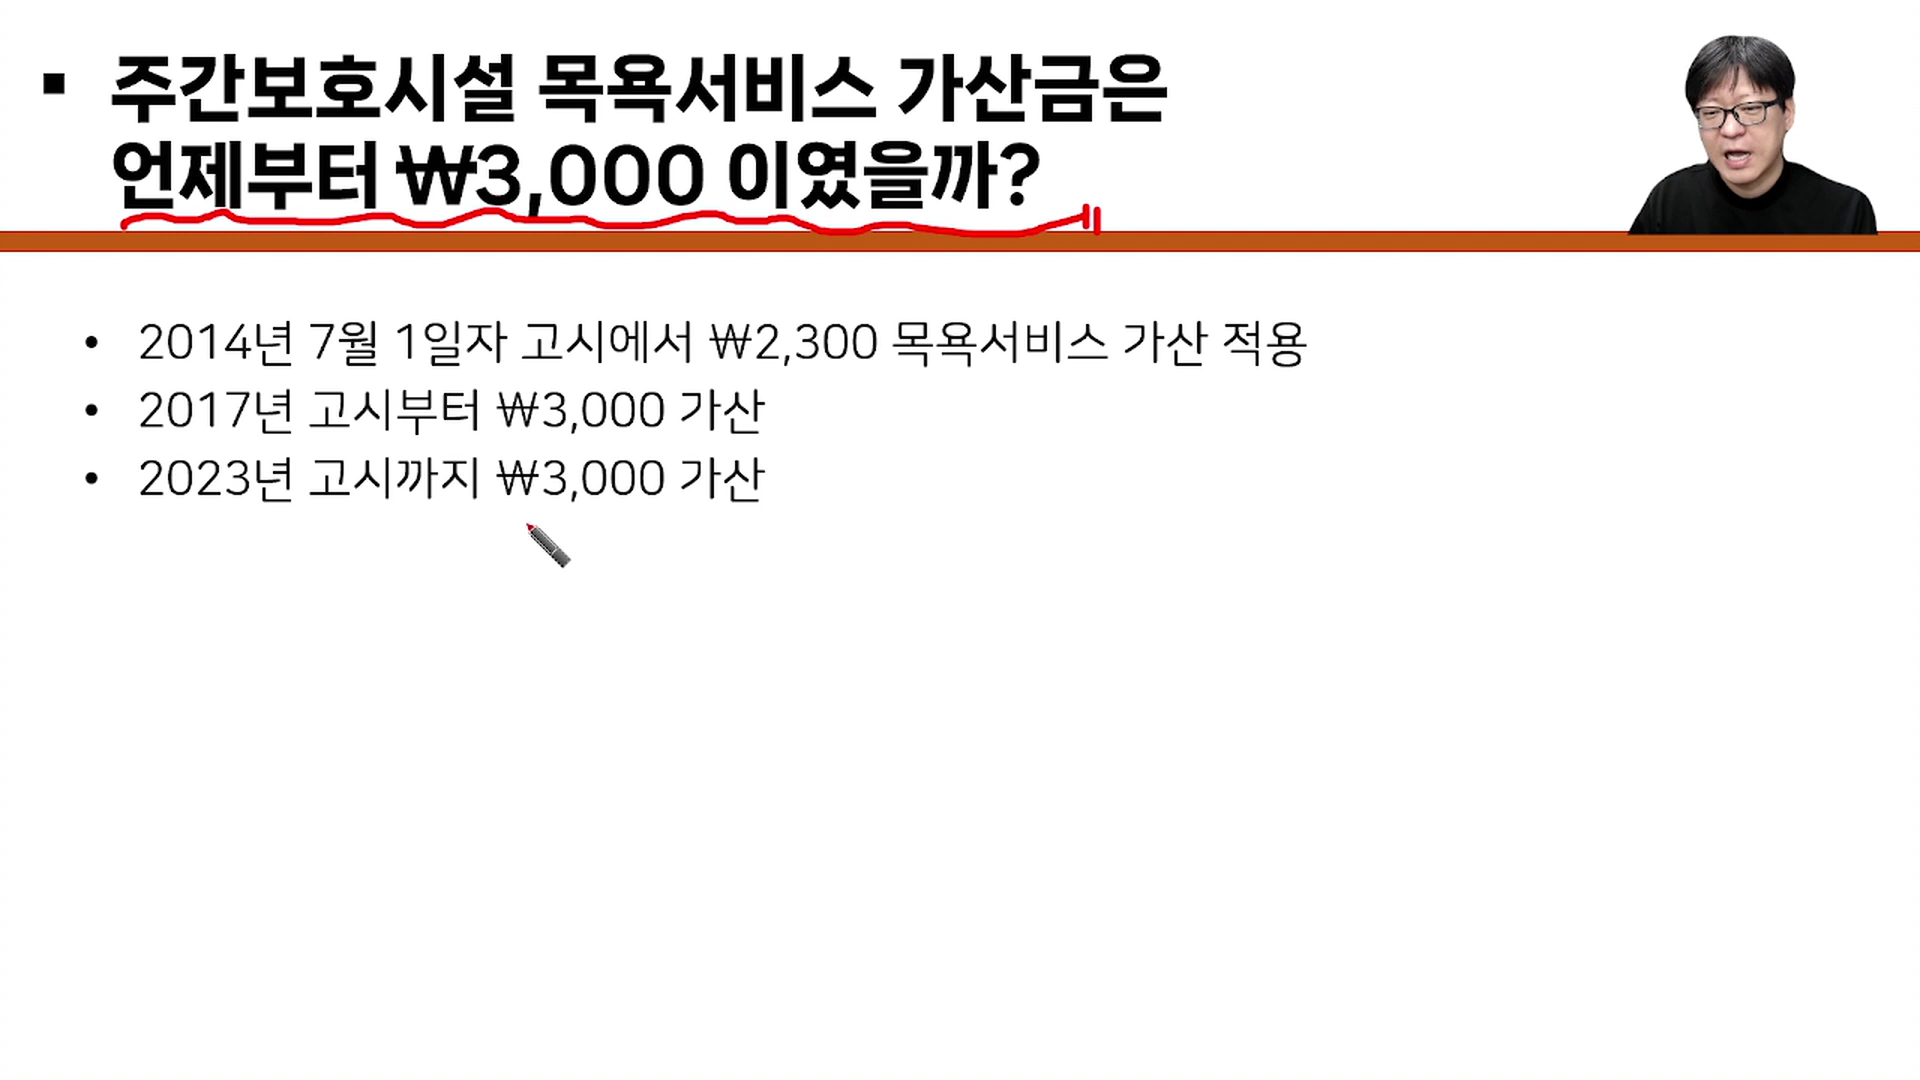 ▪ 주간보호시설 목욕서비스 가산금은
언제부터 ₩3,000 이였을까?
• 2014년 7월 1일자 고시에서 ₩2,300 목욕서비스 가산 적용
• 2017년 고시부터 ₩3,000 가산
• 2023년 고시까지 ₩3,000 가산